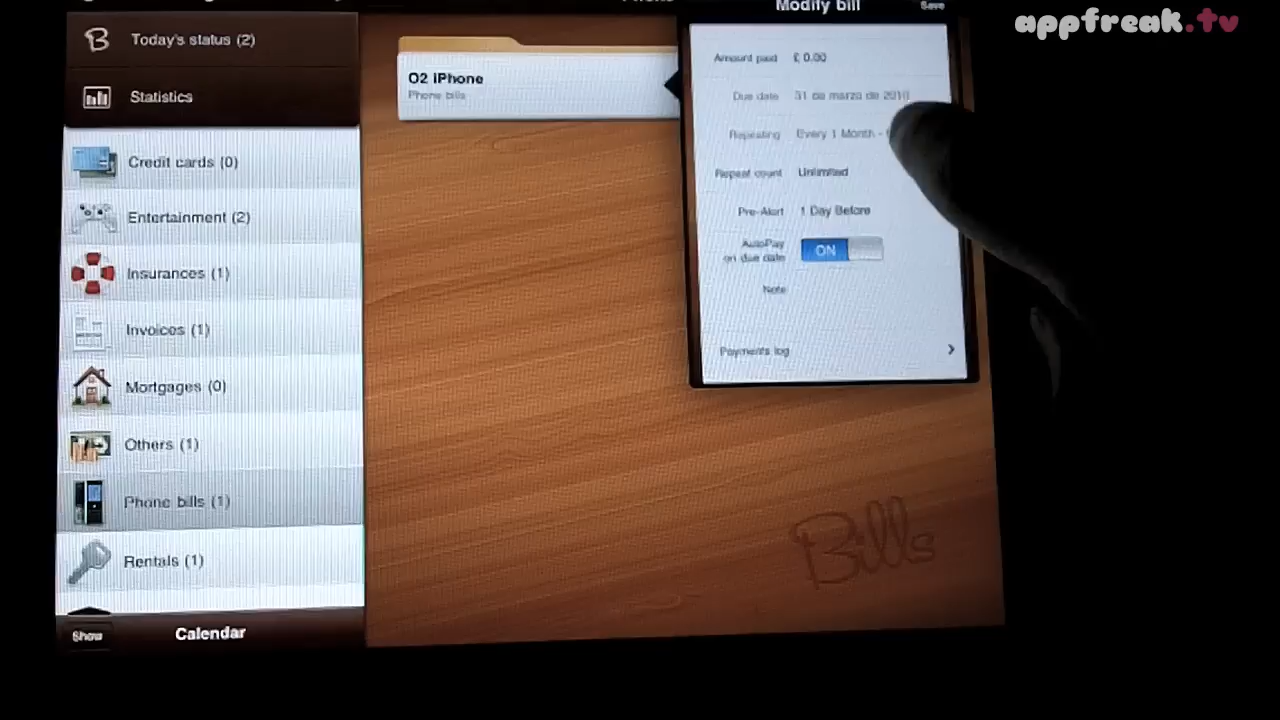 appfreak.tv
Today's status (2)
Statistics
Credit cards (0)
Entertainment (2)
Insurances (1)
Invoices (1)
Mortgages (0)
Others (1)
Phone bills (1)
Rentals (1)
Show
Calendar
O2 iPhone
Phone bills
Modify bill
Save
Amount paid £ 0.00
Due date 31 de marzo de 2010
Repeating Every 1 Month -
Repeat count Unlimited
Pre-Alert 1 Day Before
AutoPay
on due date
ON
Note
Payments log
Bills